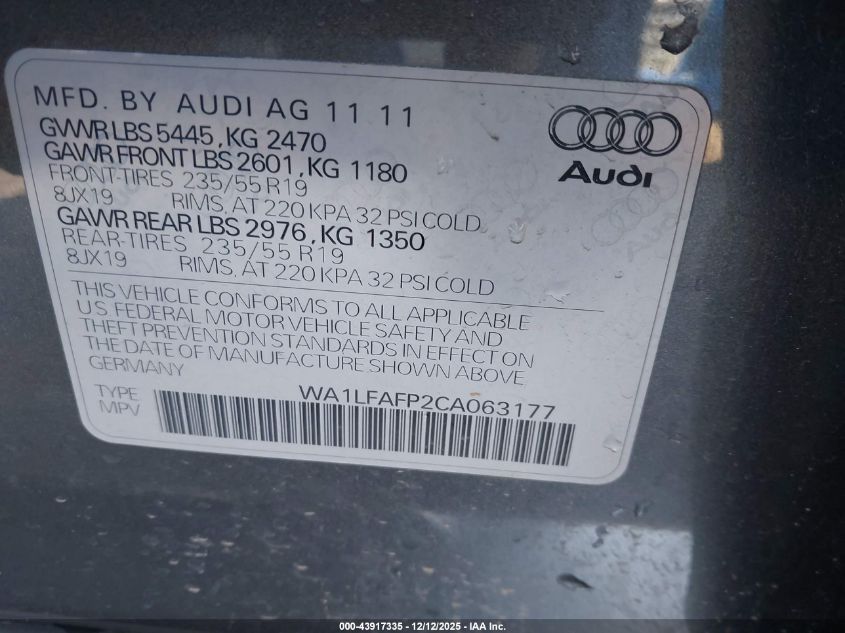 MFD. BY AUDI AG 11 11
GVWR LBS 5445, KG 2470
GAWR FRONT LBS 2601, KG 1180
FRONT-TIRES 235/55 R19
8JX19 RIMS, AT 220 KPA 32 PSI COLD
GAWR REAR LBS 2976, KG 1350
REAR-TIRES 235/55 R19
8JX19 RIMS, AT 220 KPA 32 PSI COLD
Audi
THIS VEHICLE CONFORMS TO ALL APPLICABLE
U.S. FEDERAL MOTOR VEHICLE SAFETY AND
THEFT PREVENTION STANDARDS IN EFFECT ON
THE DATE OF MANUFACTURE SHOWN ABOVE.
GERMANY
TYPE WA1LFAFP2CA063177
MPV
000-43917335 - 12/12/2025 - IAA Inc.